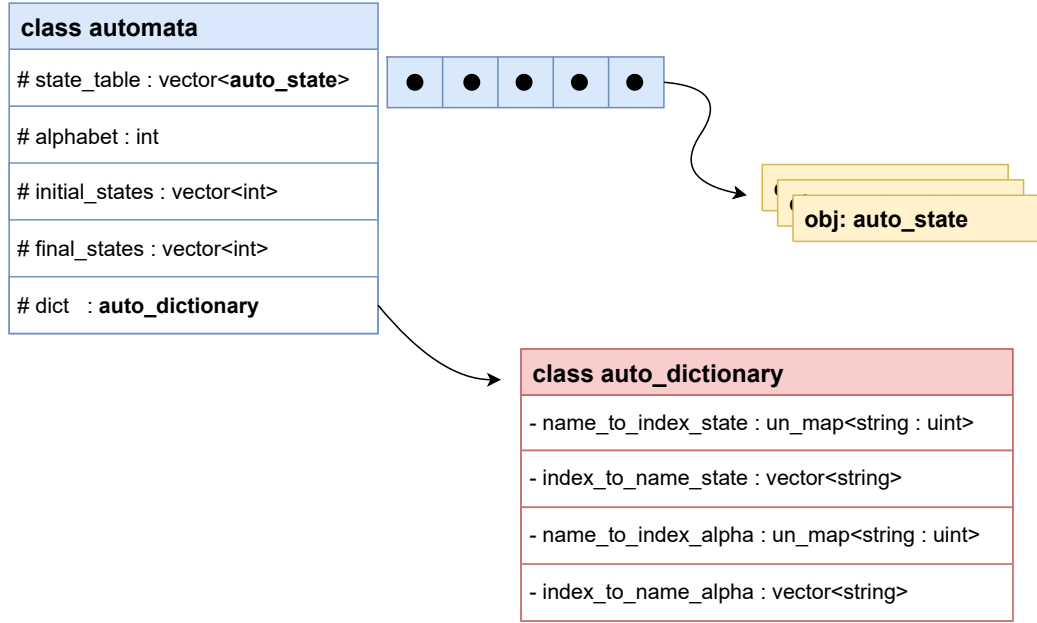 class automata
# state_table : vector<auto_state>
# alphabet : int
# initial_states : vector<int>
# final_states : vector<int>
# dict : auto_dictionary
obj: auto_state
class auto_dictionary
- name_to_index_state : un_map<string : uint>
- index_to_name_state : vector<string>
- name_to_index_alpha : un_map<string : uint>
- index_to_name_alpha : vector<string>